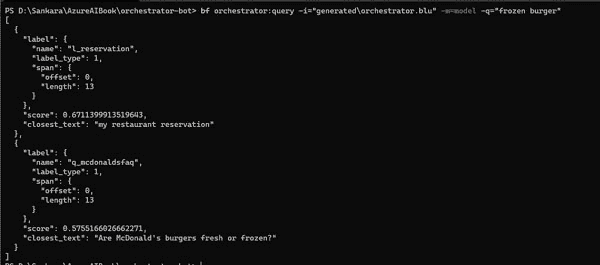 PS D:\Sankara\AzureAIBook\orchestrator-bot> bf orchestrator:query -i="generated\orchestrator.blu" -m=model -q="frozen burger"
[
  {
    "label": {
      "name": "l_reservation",
      "label_type": 1,
      "span": {
        "offset": 0,
        "length": 13
      }
    },
    "score": 0.6711399913519643,
    "closest_text": "my restaurant reservation"
  },
  {
    "label": {
      "name": "q_mcdonaldsfaq",
      "label_type": 1,
      "span": {
        "offset": 0,
        "length": 13
      }
    },
    "score": 0.5755166026662271,
    "closest_text": "Are McDonald's burgers fresh or frozen?"
  }
]